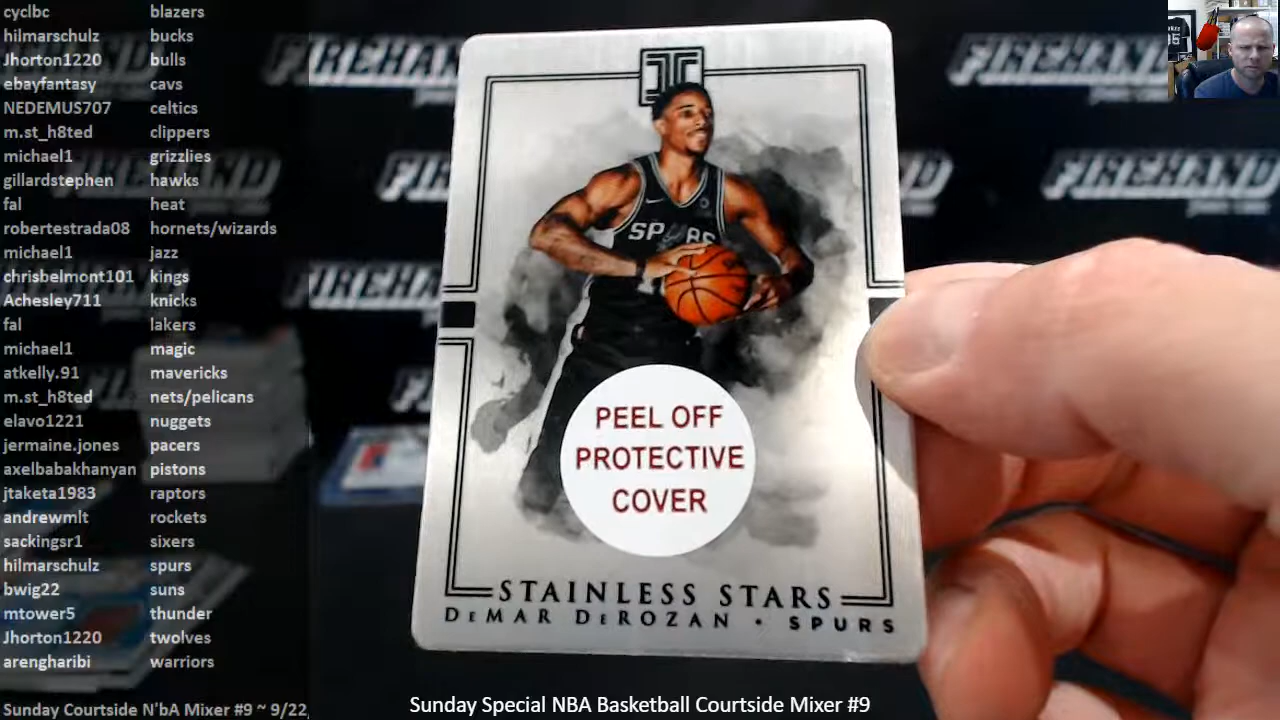 cyclbc blazers
hilmarschulz bucks
Jhorton1220 bulls
ebayfantasy cavs
NEDEMUS707 celtics
m.st_h8ted clippers
michael1 grizzlies
gillardstephen hawks
fal heat
robertestrada08 hornets/wizards
michael1 jazz
chrisbelmont101 kings
Achesley711 knicks
fal lakers
michael1 magic
atkelly.91 mavericks
m.st_h8ted nets/pelicans
elavo1221 nuggets
jermaine.jones pacers
axelbabakhanyan pistons
jtaketa1983 raptors
andrewmlt rockets
sackingsr1 sixers
hilmarschulz spurs
bwig22 suns
mtower5 thunder
Jhorton1220 twolves
arengharibi warriors
Sunday Courtside N'bA Mixer #9 ~ 9/22
FIREHAND
FIREHAND
FIREHAND
PEEL OFF
PROTECTIVE
COVER
STAINLESS STARS
DEMAR DEROZAN • SPURS
Sunday Special NBA Basketball Courtside Mixer #9